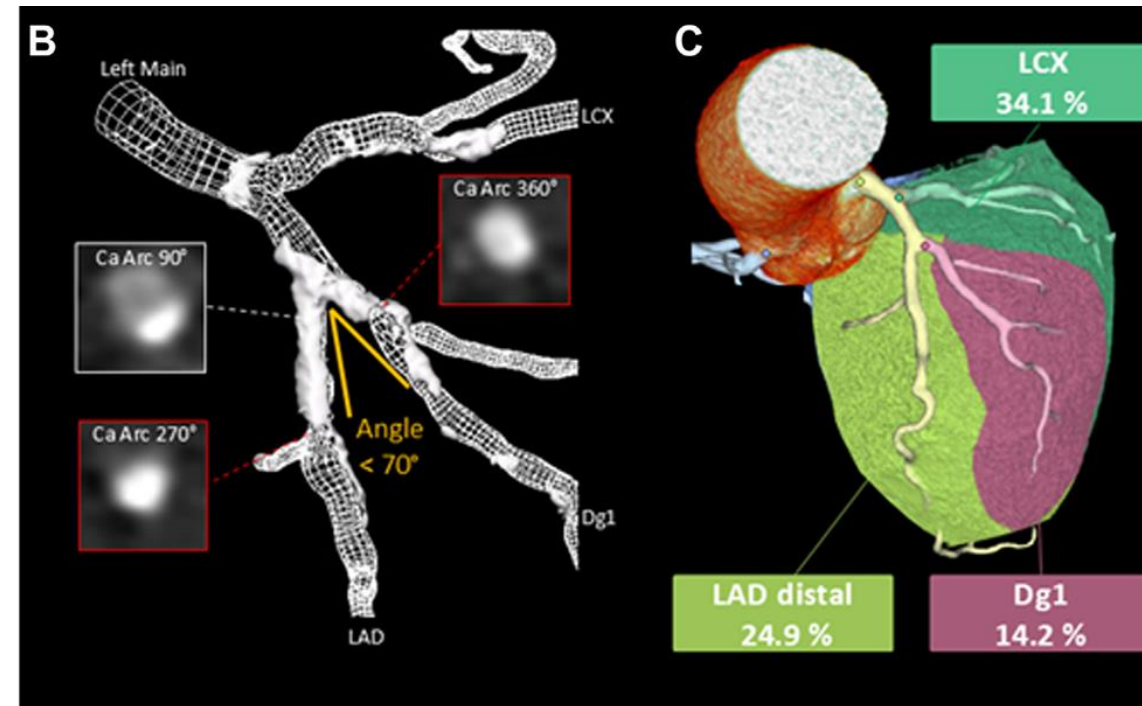 B
Left Main
LCX
Ca Arc 360°
Ca Arc 90°
Ca Arc 270°
Angle
< 70°
Dg1
LAD
C
LCX
34.1 %
LAD distal
24.9 %
Dg1
14.2 %